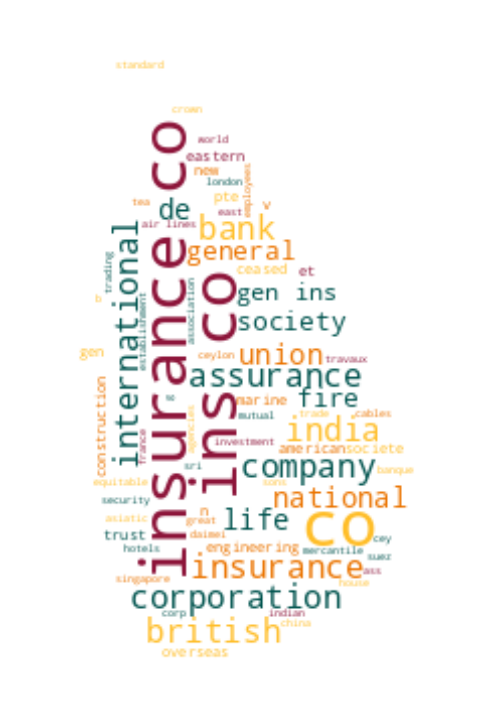 standard
crown
world
eastern
new
london
employees
pte
tea
de
east
v
air lines
bank
general
insurance co
international
trading
ceased
et
ins co
gen ins
fr
establishment
association
society
gen
ceylon
union
travaux
assurance
construction
marine
fire
mutual
trade
cables
india
france
agencies
investment
american
societe
company
sri
banque
equitable
sons
national
security
asiatic
n
great
life
co
trust
daimei
cey
hotels
engineering
mercantile
suez
insurance
ass
singapore
house
corporation
corp
indian
british
china
overseas